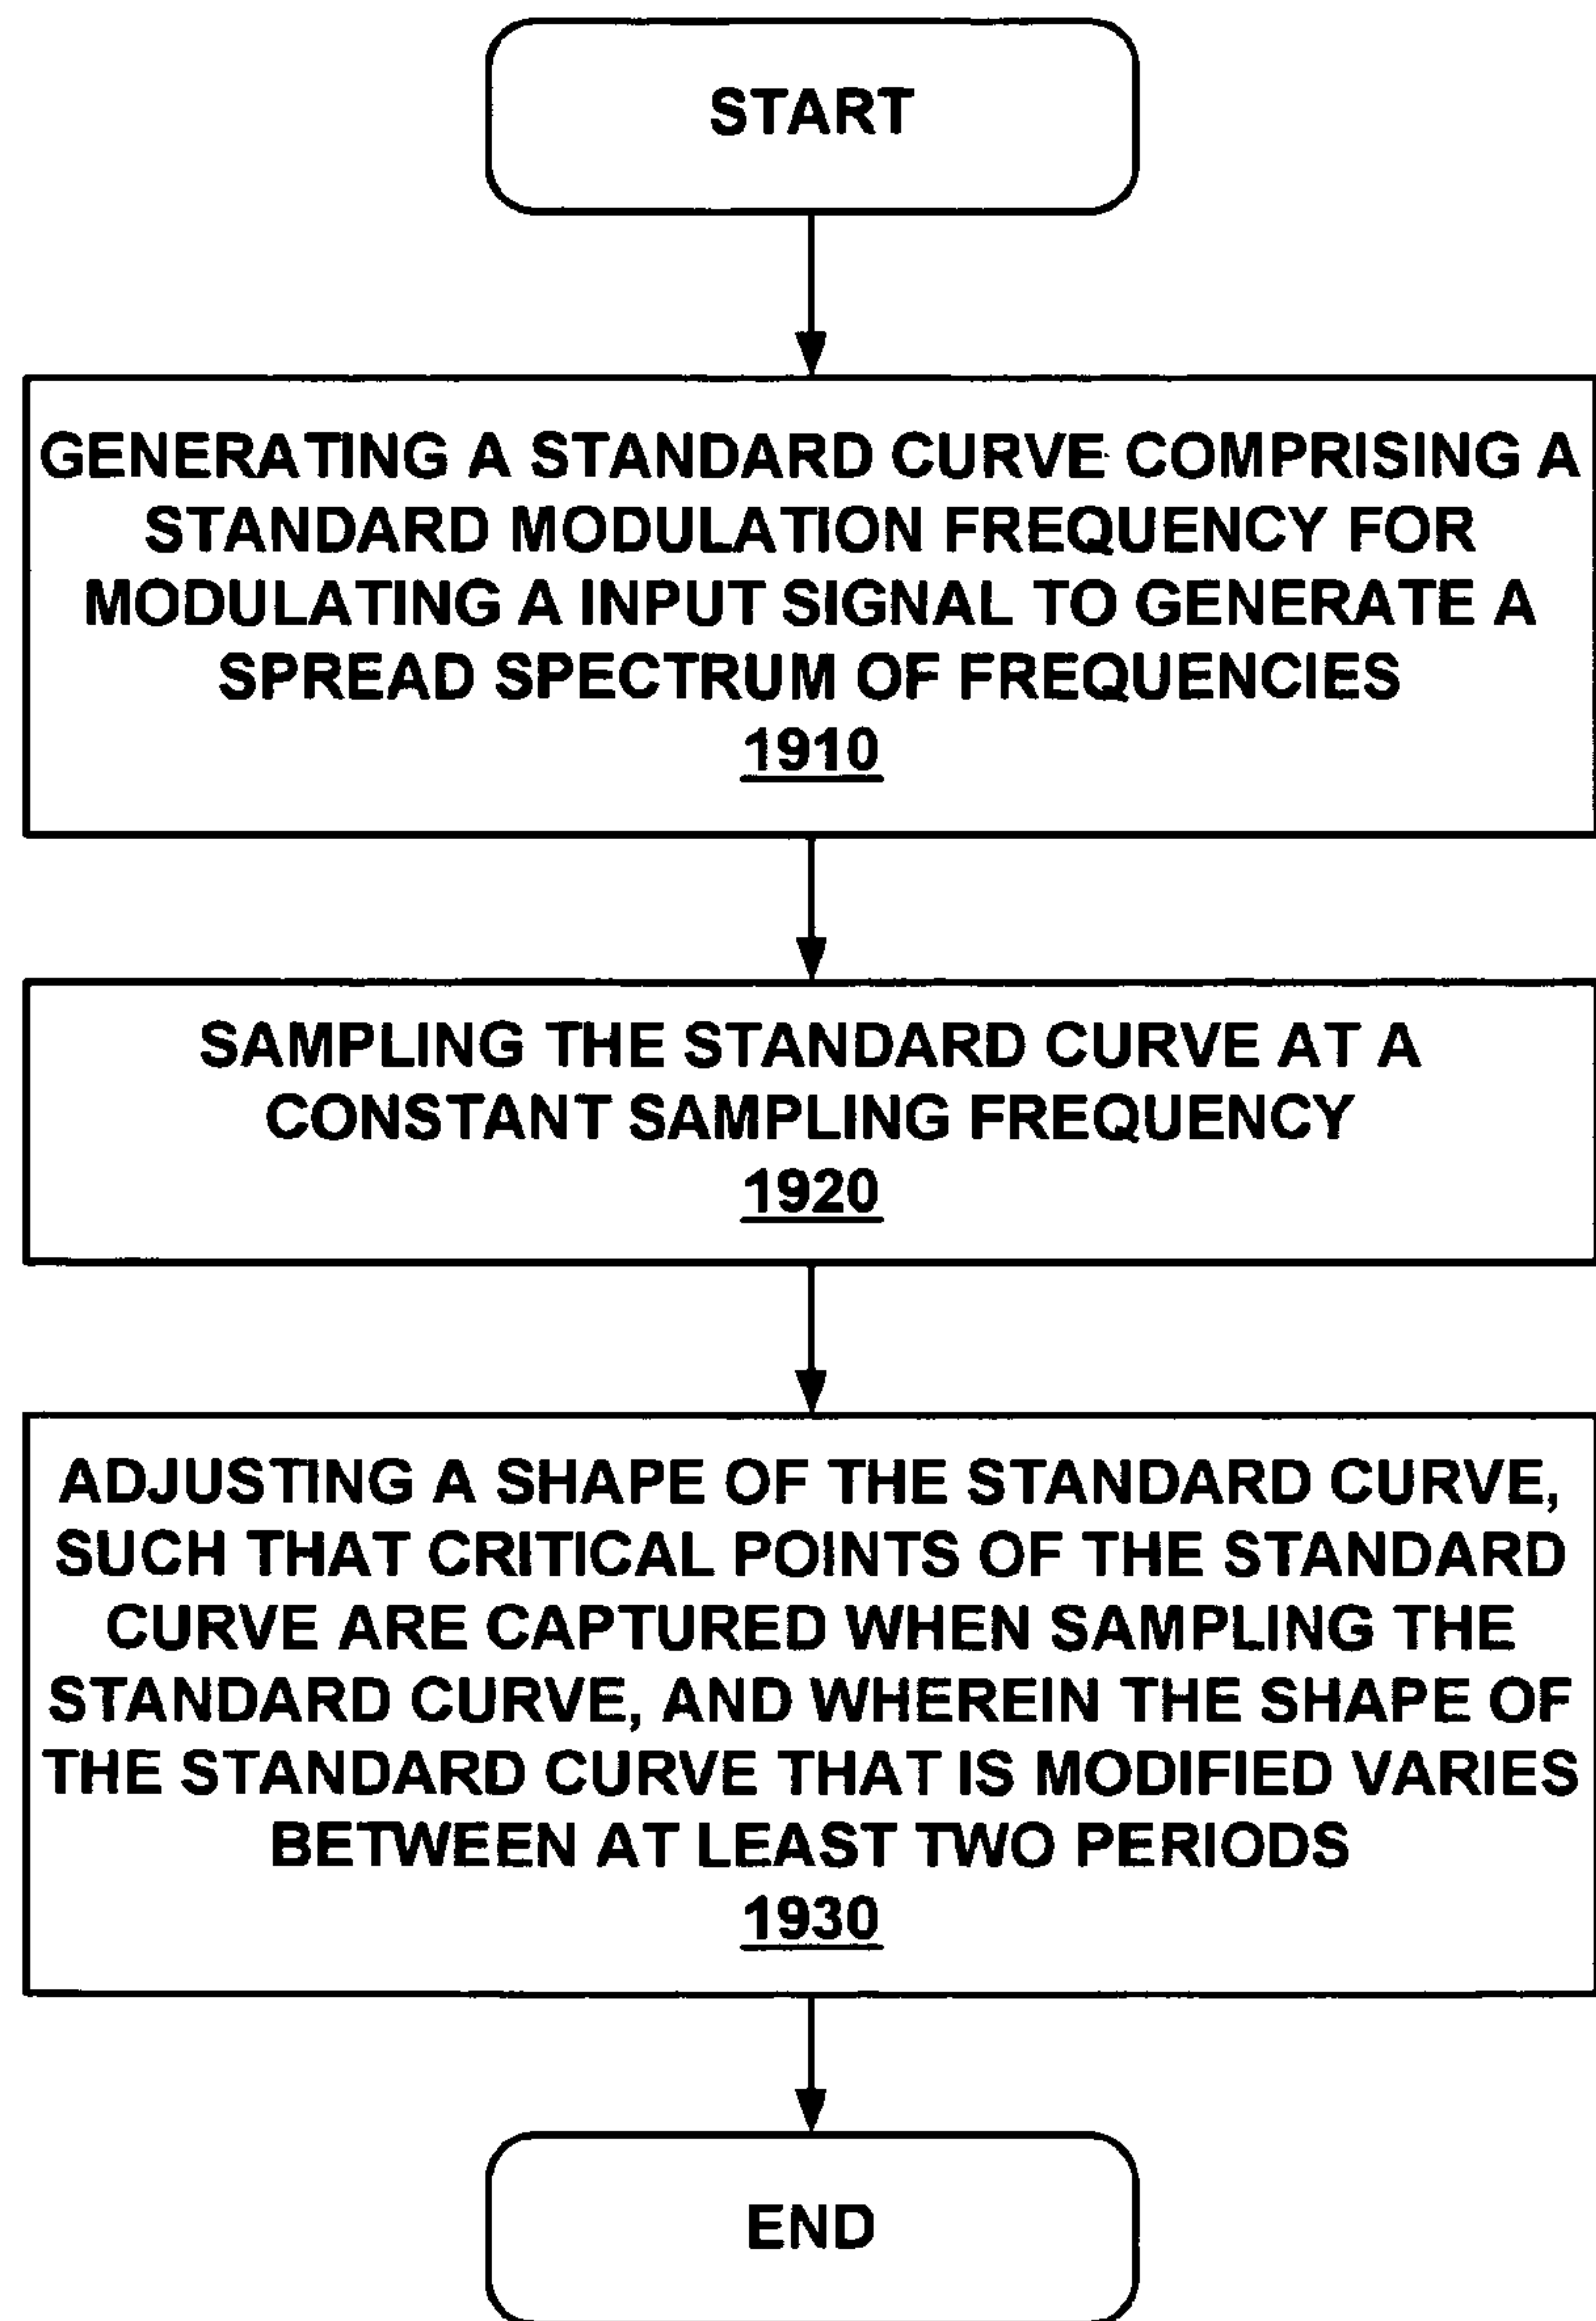 START
GENERATING A STANDARD CURVE COMPRISING A
STANDARD MODULATION FREQUENCY FOR
MODULATING A INPUT SIGNAL TO GENERATE A
SPREAD SPECTRUM OF FREQUENCIES
1910
SAMPLING THE STANDARD CURVE AT A
CONSTANT SAMPLING FREQUENCY
1920
ADJUSTING A SHAPE OF THE STANDARD CURVE,
SUCH THAT CRITICAL POINTS OF THE STANDARD
CURVE ARE CAPTURED WHEN SAMPLING THE
STANDARD CURVE, AND WHEREIN THE SHAPE OF
THE STANDARD CURVE THAT IS MODIFIED VARIES
BETWEEN AT LEAST TWO PERIODS
1930
END